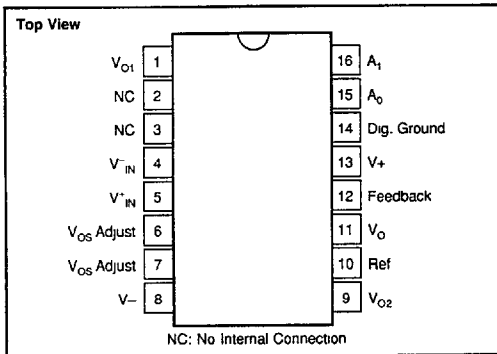 Top View
V_O1 1
NC 2
NC 3
V⁻_IN 4
V⁺_IN 5
V_OS Adjust 6
V_OS Adjust 7
V– 8
16 A₁
15 A₀
14 Dig. Ground
13 V+
12 Feedback
11 V_O
10 Ref
9 V_O2
NC: No Internal Connection